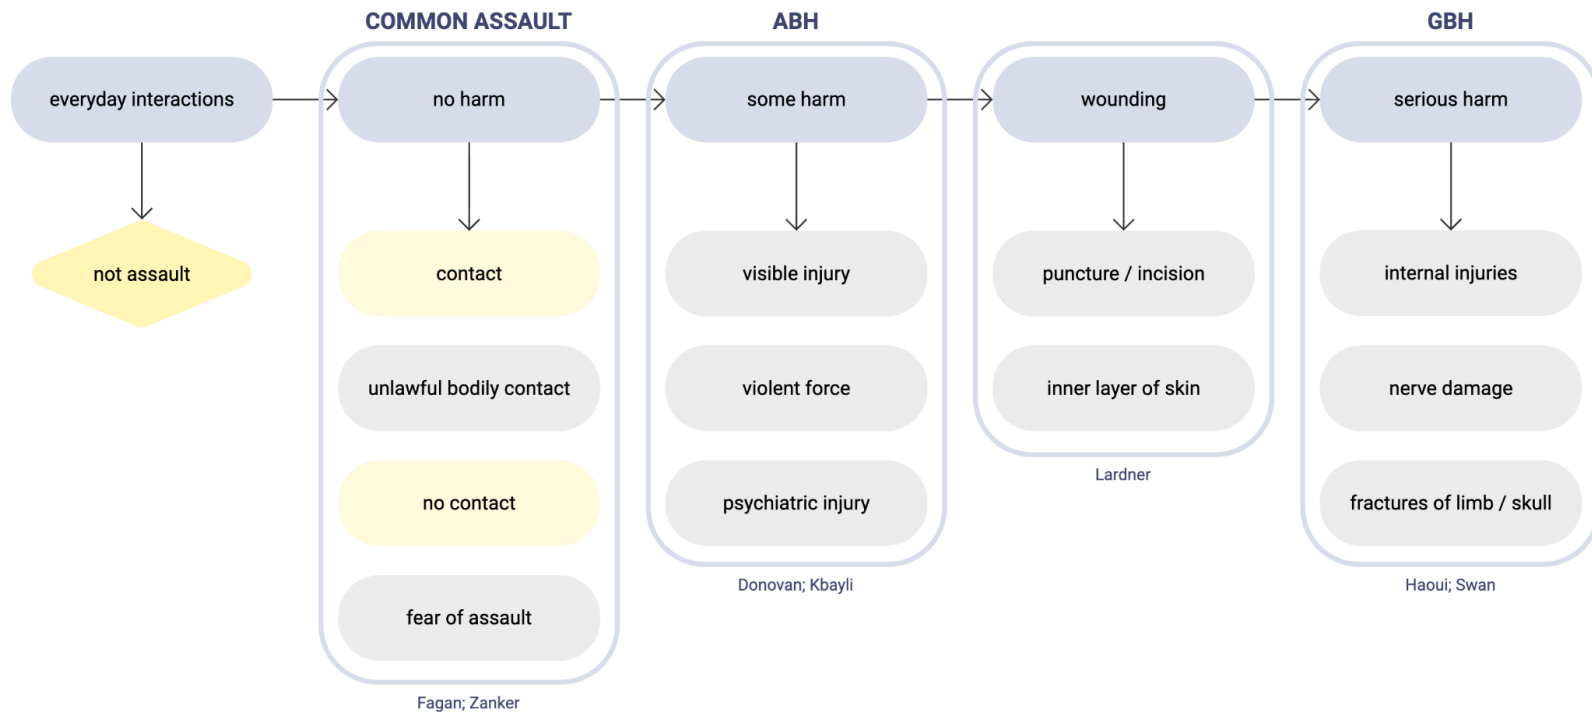 COMMON ASSAULT
ABH
GBH
everyday interactions
no harm
some harm
wounding
serious harm
not assault
contact
visible injury
puncture / incision
internal injuries
unlawful bodily contact
violent force
inner layer of skin
nerve damage
no contact
psychiatric injury
Lardner
fractures of limb / skull
Donovan; Kbayli
Haoui; Swan
fear of assault
Fagan; Zanker